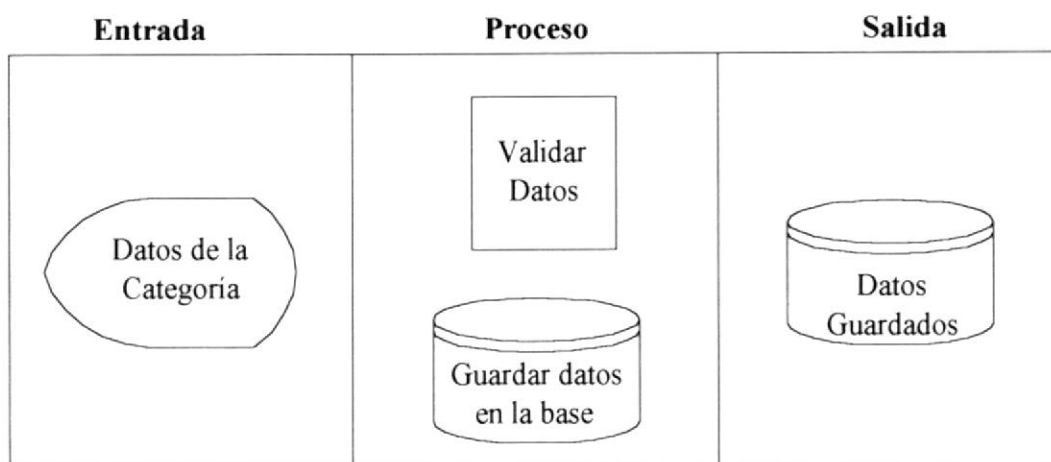 Entrada
Proceso
Salida
Datos de la
Categoría
Validar
Datos
Guardar datos
en la base
Datos
Guardados